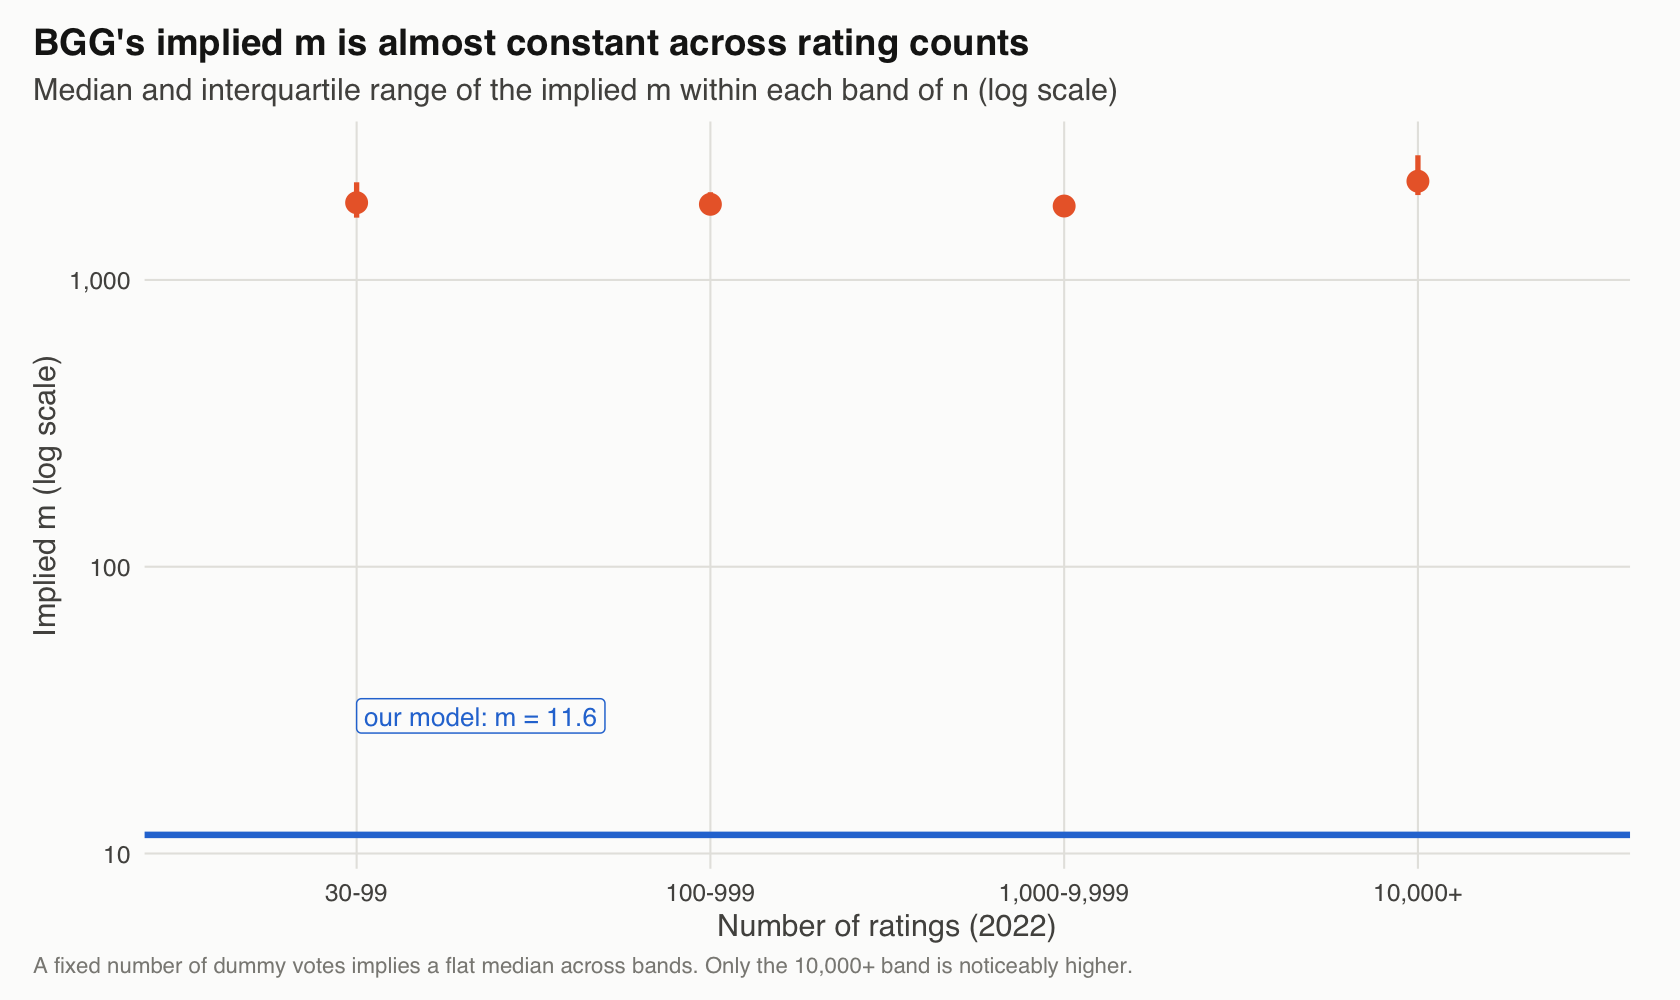 BGG's implied m is almost constant across rating counts
Median and interquartile range of the implied m within each band of n (log scale)
Implied m (log scale)
1,000
100
10
our model: m = 11.6
30-99
100-999
1,000-9,999
10,000+
Number of ratings (2022)
A fixed number of dummy votes implies a flat median across bands. Only the 10,000+ band is noticeably higher.